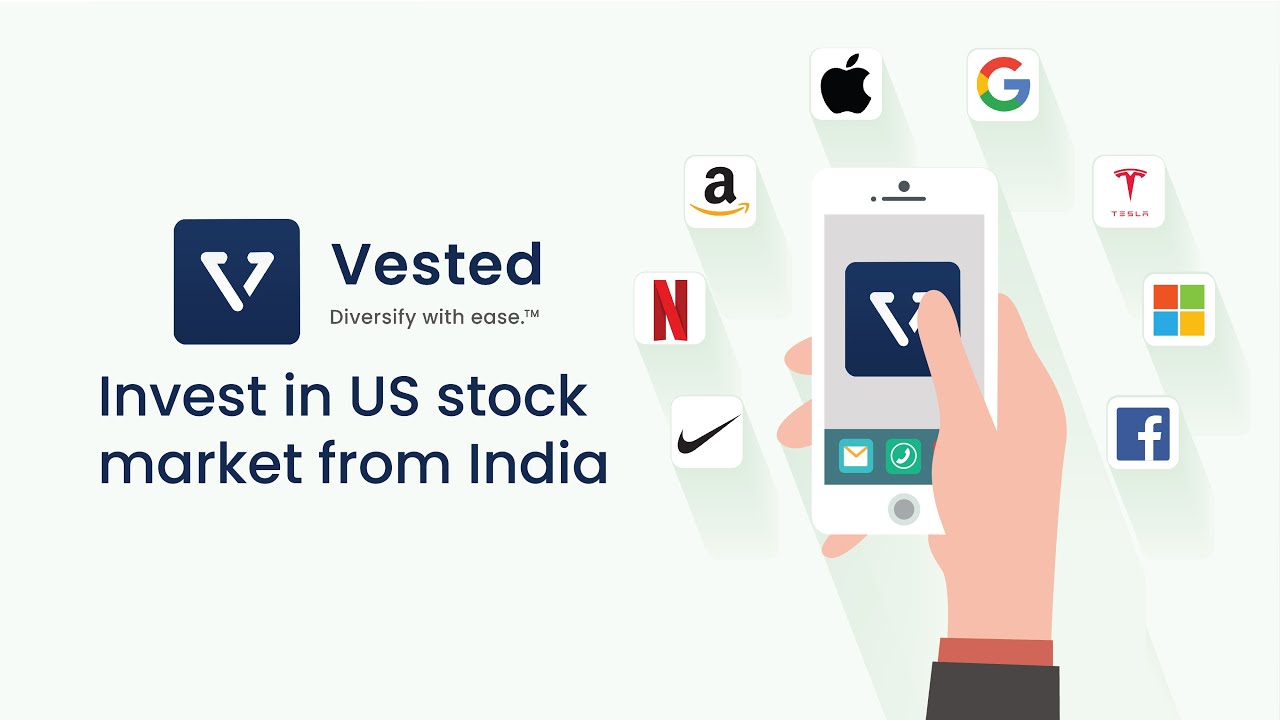 Vested
Diversify with ease.™
Invest in US stock
market from India
a
G
TESLA
N
f